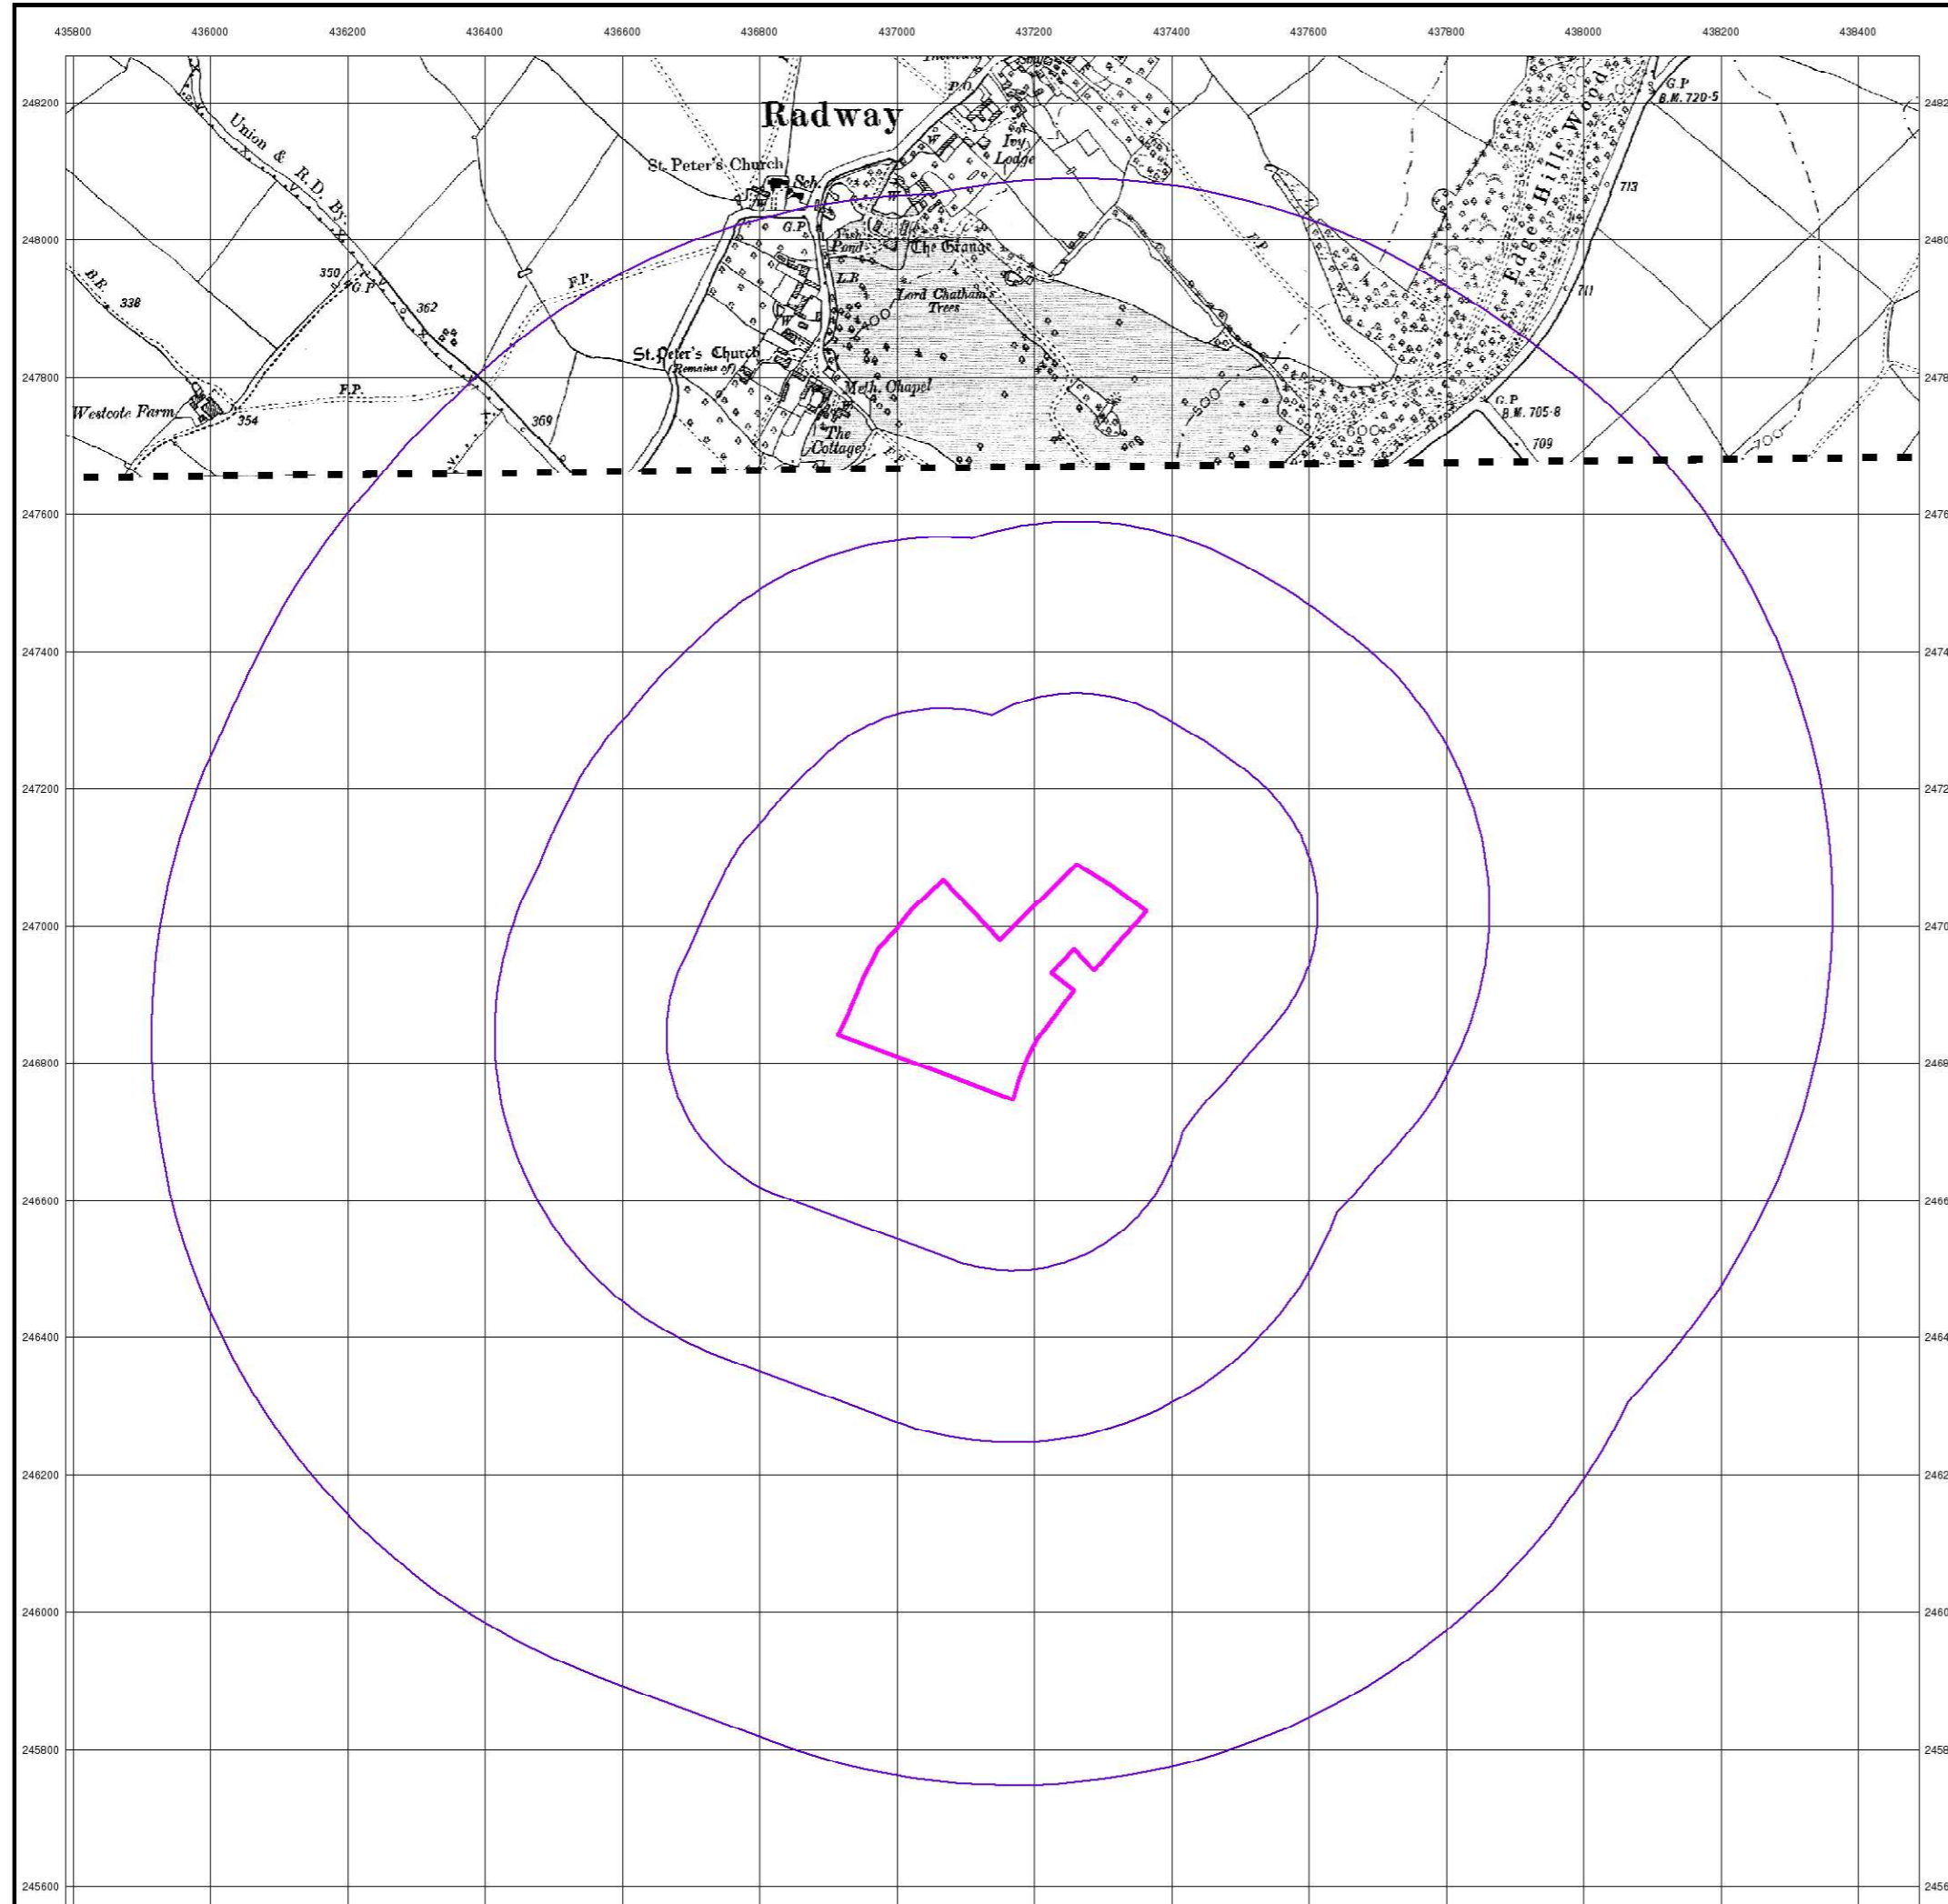 435800 436000 436200 436400 436600 436800 437000 437200 437400 437600 437800 438000 438200 438400
248200
Radway
P.O.
G.P
B.M. 720·5
Union & R.D. By.
W
Ivy
Lodge
Edge Hill Wood
St. Peter's Church
Sch.
713
W
248000
G.P
Fish
Pond
The Grange
F.P.
B.R.
350
G.P
F.P.
L.B.
711
338
362
Lord Chatham's
Trees
400
W
St. Peter's Church
(Remains of)
247800
F.P.
Meth. Chapel
500
G.P
B.M. 705·8
Westcote Farm
354
369
The
Cottage
600
709
700
F.P.
247600
247400
247200
247000
246800
246600
246400
246200
246000
245800
245600